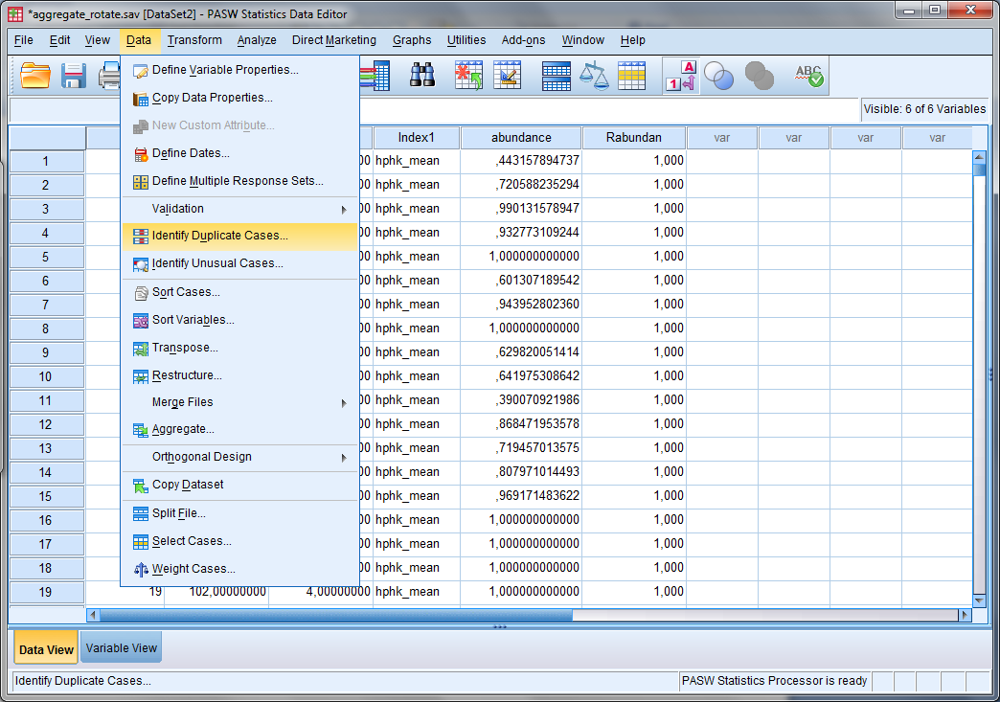 *aggregate_rotate.sav [DataSet2] - PASW Statistics Data Editor
File Edit View Data Transform Analyze Direct Marketing Graphs Utilities Add-ons Window Help
A
1
ABC
Visible: 6 of 6 Variables
Define Variable Properties...
Copy Data Properties...
New Custom Attribute...
Define Dates...
Define Multiple Response Sets...
Validation
Identify Duplicate Cases...
Identify Unusual Cases...
Sort Cases...
Sort Variables...
Transpose...
Restructure...
Merge Files
Aggregate...
Orthogonal Design
Copy Dataset
Split File...
Select Cases...
Weight Cases...
Index1 abundance Rabundan var var var var
1 00 hphk_mean ,443157894737 1,000
2 00 hphk_mean ,720588235294 1,000
3 00 hphk_mean ,990131578947 1,000
4 00 hphk_mean ,932773109244 1,000
5 00 hphk_mean 1,000000000000 1,000
6 00 hphk_mean ,601307189542 1,000
7 00 hphk_mean ,943952802360 1,000
8 00 hphk_mean 1,000000000000 1,000
9 00 hphk_mean ,629820051414 1,000
10 00 hphk_mean ,641975308642 1,000
11 00 hphk_mean ,390070921986 1,000
12 00 hphk_mean ,868471953578 1,000
13 00 hphk_mean ,719457013575 1,000
14 00 hphk_mean ,807971014493 1,000
15 00 hphk_mean ,969171483622 1,000
16 00 hphk_mean 1,000000000000 1,000
17 00 hphk_mean 1,000000000000 1,000
18 00 hphk_mean 1,000000000000 1,000
19 19 102,00000000 4,00000000 hphk_mean 1,000000000000 1,000
Data View Variable View
Identify Duplicate Cases... PASW Statistics Processor is ready